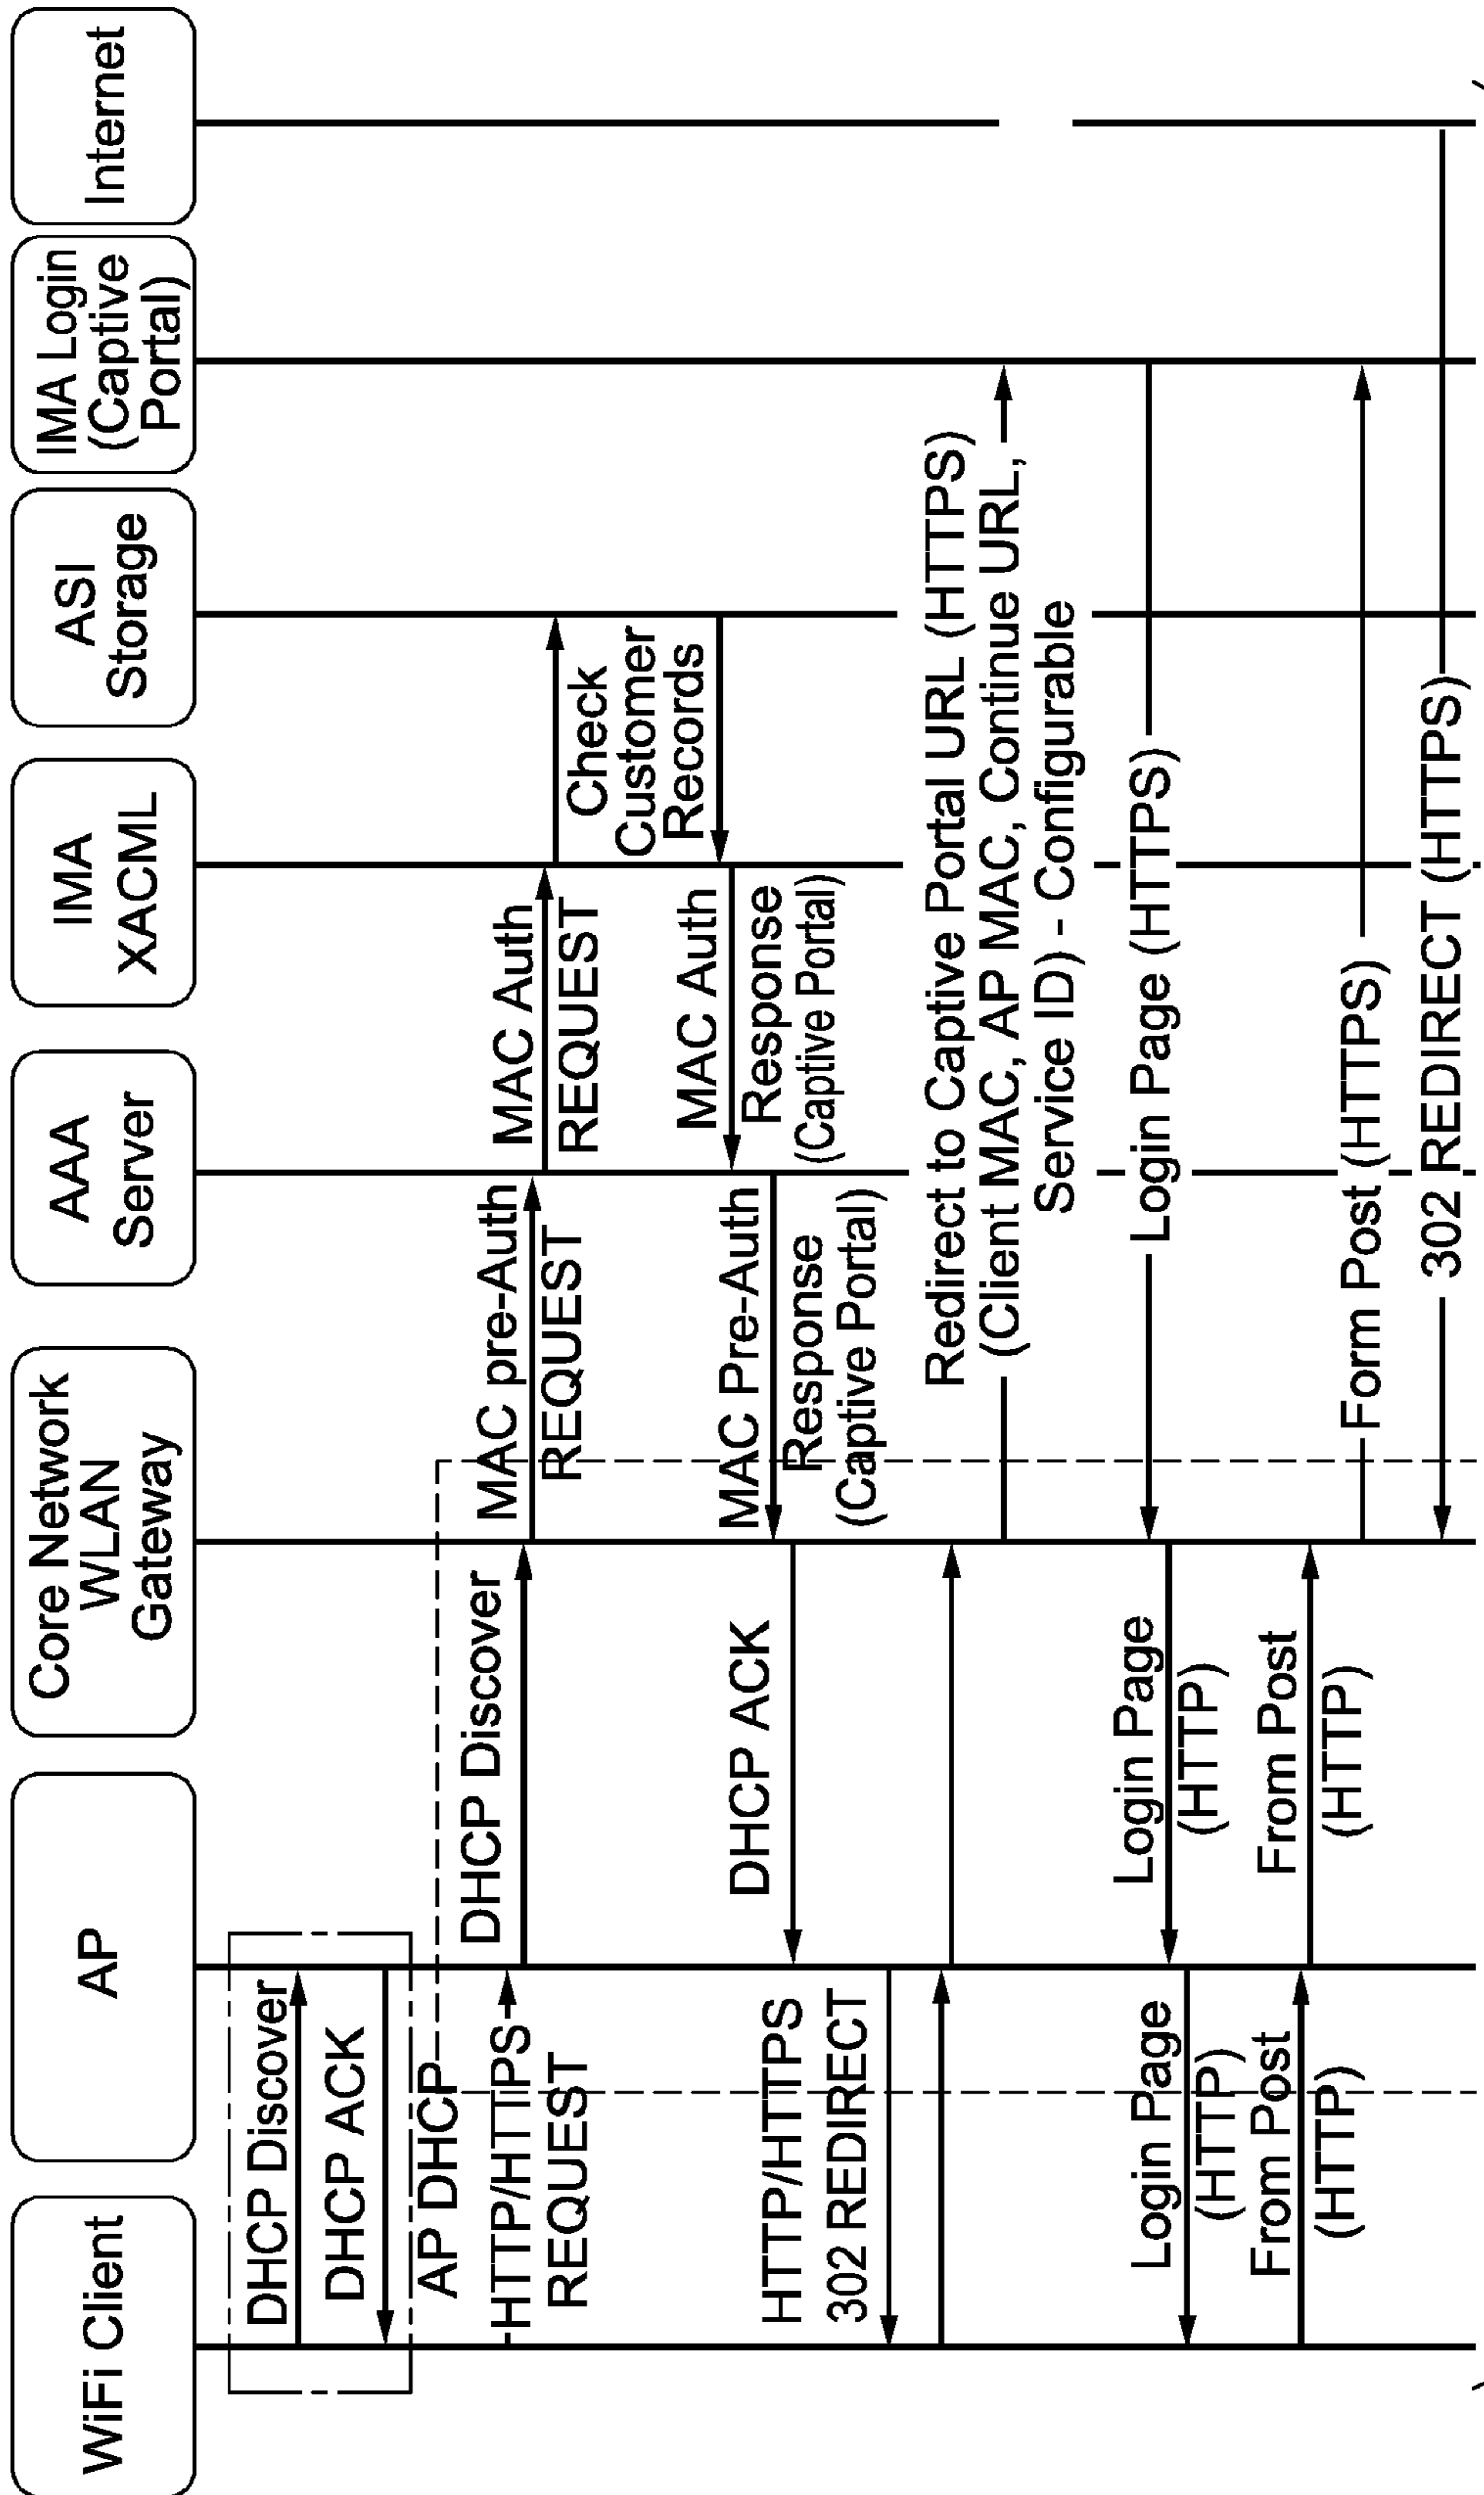 WiFi Client
AP
Core Network
WLAN
Gateway
AAA
Server
IMA
XACML
ASI
Storage
IMA Login
(Captive
Portal)
Internet
DHCP Discover
DHCP ACK
AP DHCP
HTTP/HTTPS
REQUEST
DHCP Discover
MAC pre-Auth
REQUEST
MAC Auth
REQUEST
Check
Customer
Records
MAC Auth
Response
(Captive Portal)
MAC Pre-Auth
Response
(Captive Portal)
DHCP ACK
HTTP/HTTPS
302 REDIRECT
Redirect to Captive Portal URL (HTTPS)
(Client MAC, AP MAC, Continue URL,
Service ID) - Configurable
Login Page (HTTPS)
Login Page
(HTTP)
Login Page
(HTTP)
From Post
(HTTP)
From Post
(HTTP)
Form Post (HTTPS)
302 REDIRECT (HTTPS)